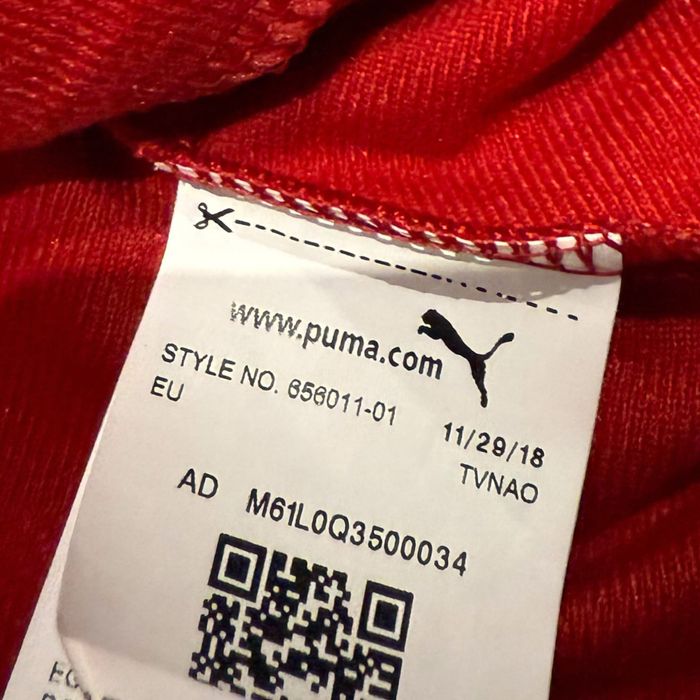 www.puma.com
STYLE NO. 656011-01
EU
11/29/18
TVNAO
AD M61L0Q3500034